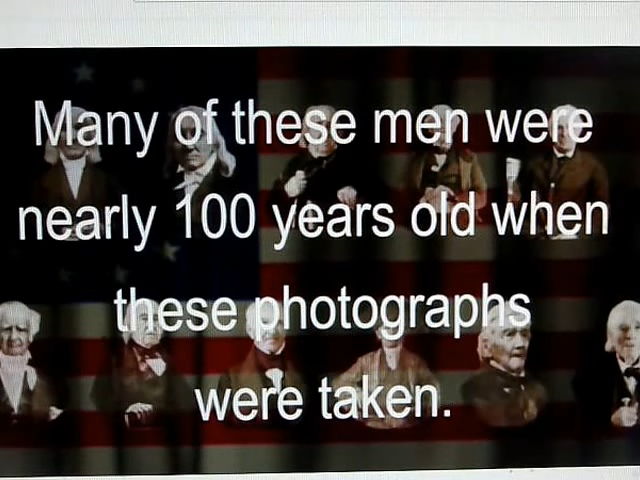 Many of these men were
nearly 100 years old when
these photographs
were taken.